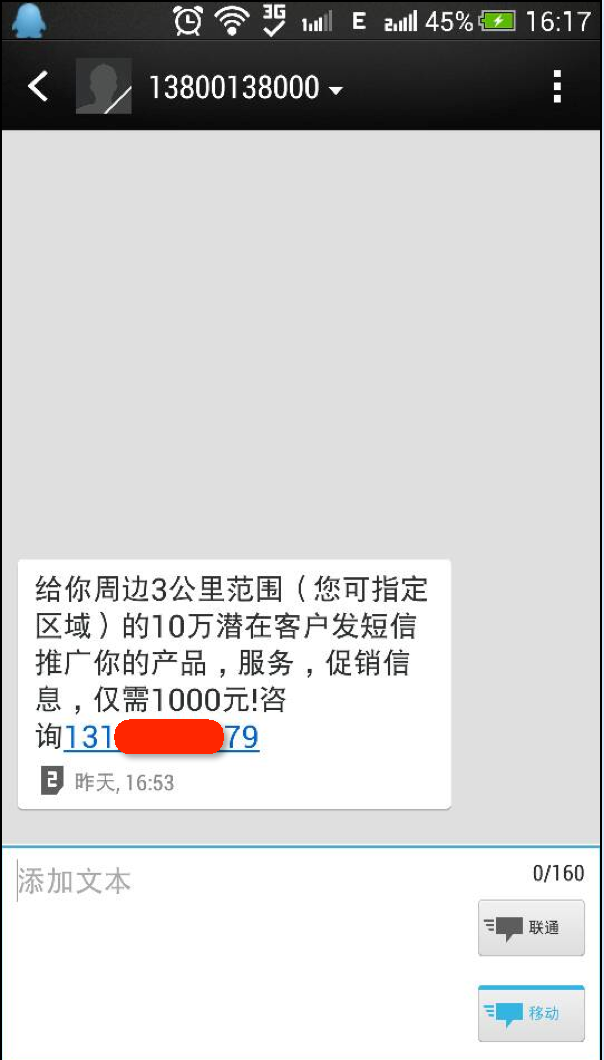 3G 1 E 2 45% 16:17
13800138000
给你周边3公里范围（您可指定
区域）的10万潜在客户发短信
推广你的产品，服务，促销信
息，仅需1000元!咨
询131 79
2 昨天, 16:53
添加文本
0/160
联通
移动